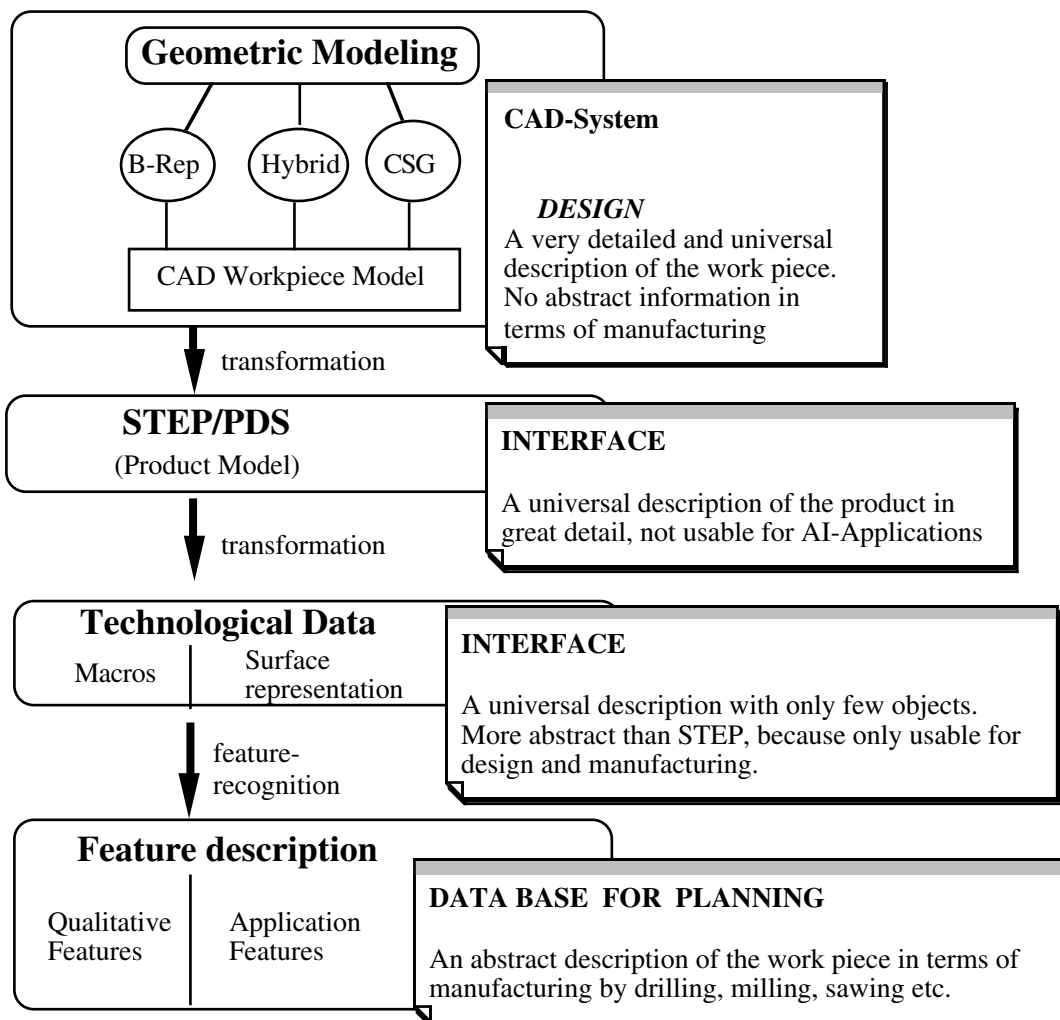 Geometric Modeling
B-Rep
Hybrid
CSG
CAD Workpiece Model
CAD-System
DESIGN
A very detailed and universal
description of the work piece.
No abstract information in
terms of manufacturing
transformation
STEP/PDS
(Product Model)
INTERFACE
A universal description of the product in
great detail, not usable for AI-Applications
transformation
Technological Data
Macros
Surface
representation
INTERFACE
A universal description with only few objects.
More abstract than STEP, because only usable for
design and manufacturing.
feature-
recognition
Feature description
Qualitative
Features
Application
Features
DATA BASE FOR PLANNING
An abstract description of the work piece in terms of
manufacturing by drilling, milling, sawing etc.